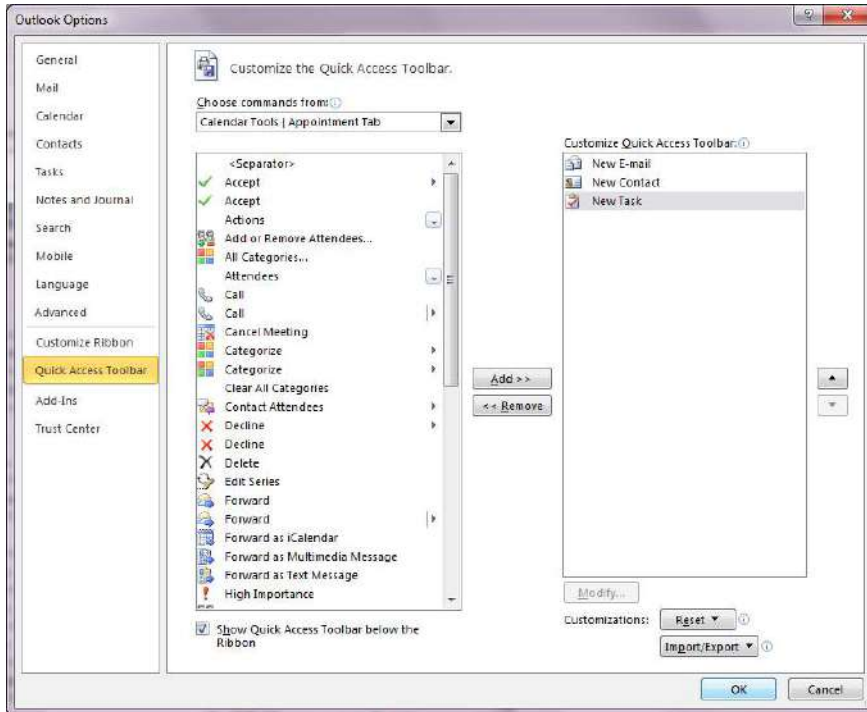 Outlook Options
General
Mail
Calendar
Contacts
Tasks
Notes and Journal
Search
Mobile
Language
Advanced
Customize Ribbon
Quick Access Toolbar
Add-Ins
Trust Center
Customize the Quick Access Toolbar.
Choose commands from:
Calendar Tools | Appointment Tab
<Separator>
Accept
Accept
Actions
Add or Remove Attendees...
All Categories...
Attendees
Call
Call
Cancel Meeting
Categorize
Categorize
Clear All Categories
Contact Attendees
Decline
Decline
Delete
Edit Series
Forward
Forward
Forward as iCalendar
Forward as Multimedia Message
Forward as Text Message
High Importance
Show Quick Access Toolbar below the
Ribbon
Add >>
<< Remove
Customize Quick Access Toolbar:
New E-mail
New Contact
New Task
Modify...
Customizations:
Reset
Import/Export
OK
Cancel